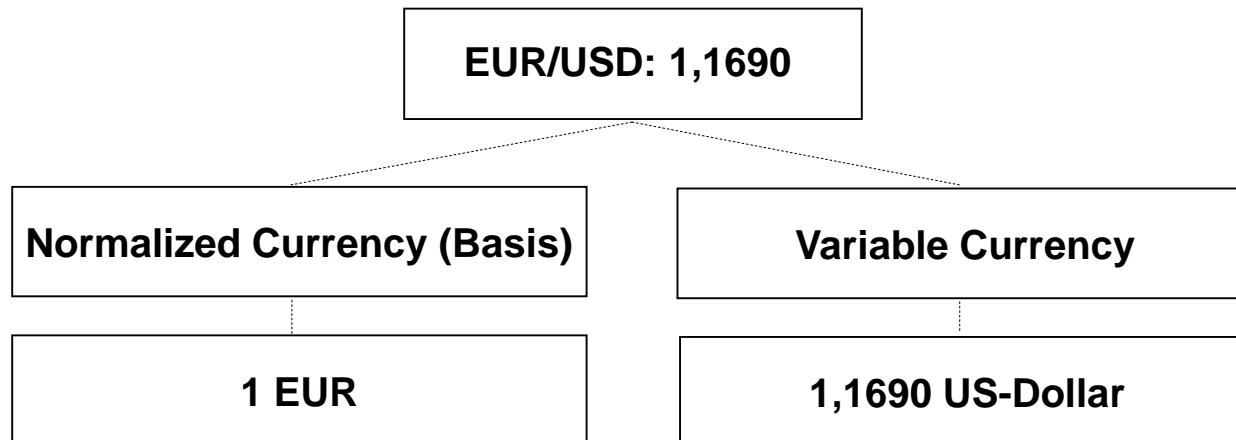 EUR/USD: 1,1690
Normalized Currency (Basis)
Variable Currency
1 EUR
1,1690 US-Dollar